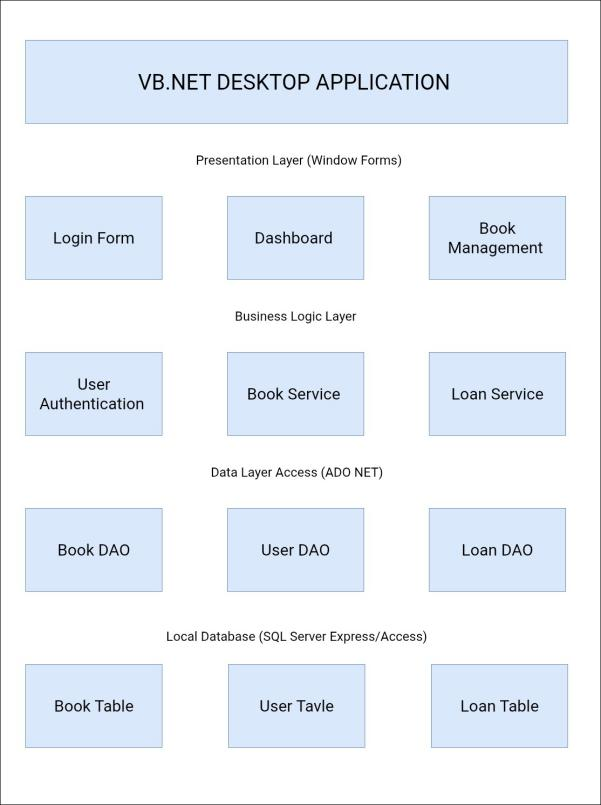 VB.NET DESKTOP APPLICATION
Presentation Layer (Window Forms)
Login Form
Dashboard
Book
Management
Business Logic Layer
User
Authentication
Book Service
Loan Service
Data Layer Access (ADO NET)
Book DAO
User DAO
Loan DAO
Local Database (SQL Server Express/Access)
Book Table
User Tavle
Loan Table